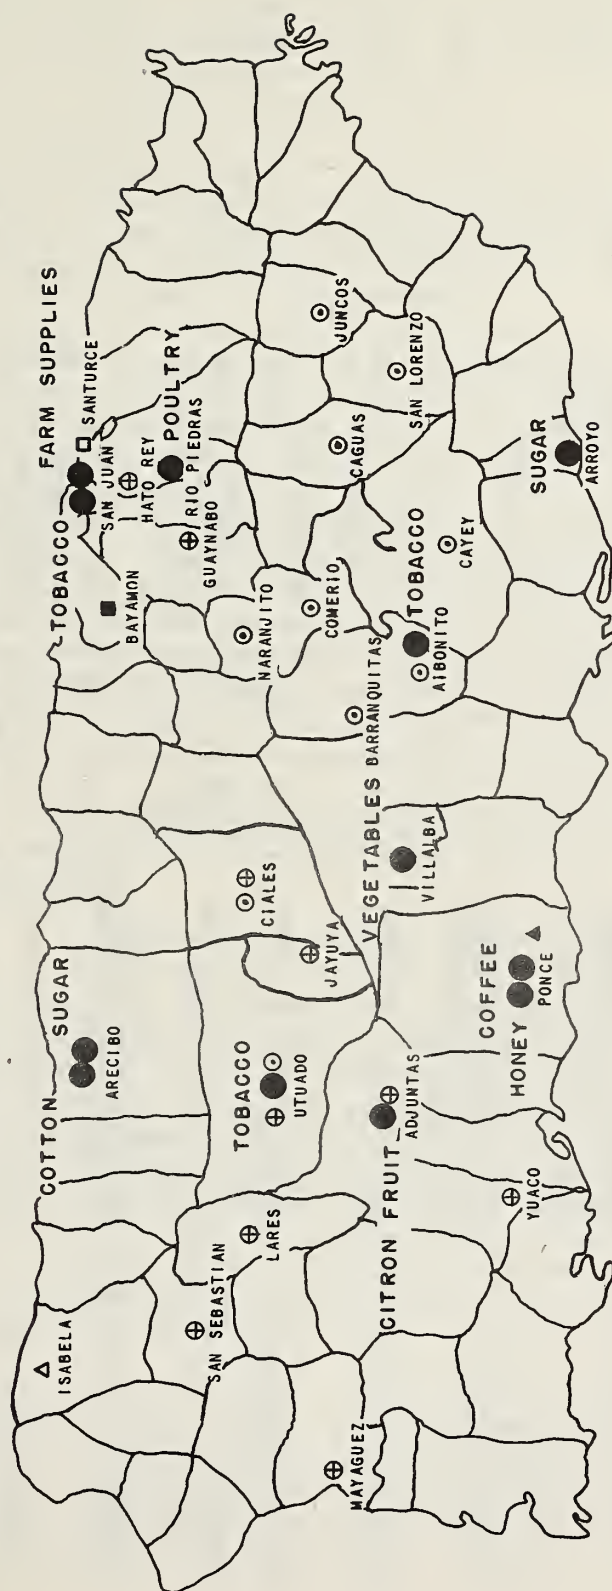 FARM SUPPLIES
COTTON
SUGAR
TOBACCO
ISABELA
SANTURCE
SAN JUAN
ARECIBO
BAYAMON
HATO REY
POULTRY
RIO PIEDRAS
GUAYNABO
SAN SEBASTIAN
TOBACCO
LARES
CIALES
NARANJITO
UTUADO
JAYUYA
COMERIO
JUNCOS
MAYAGUEZ
CAGUAS
VEGETABLES
BARRANQUITAS
CITRON FRUIT
ADJUNTAS
TOBACCO
SAN LORENZO
VILLALBA
AIBONITO
CAYEY
COFFEE
HONEY
YUACO
PONCE
SUGAR
ARROYO